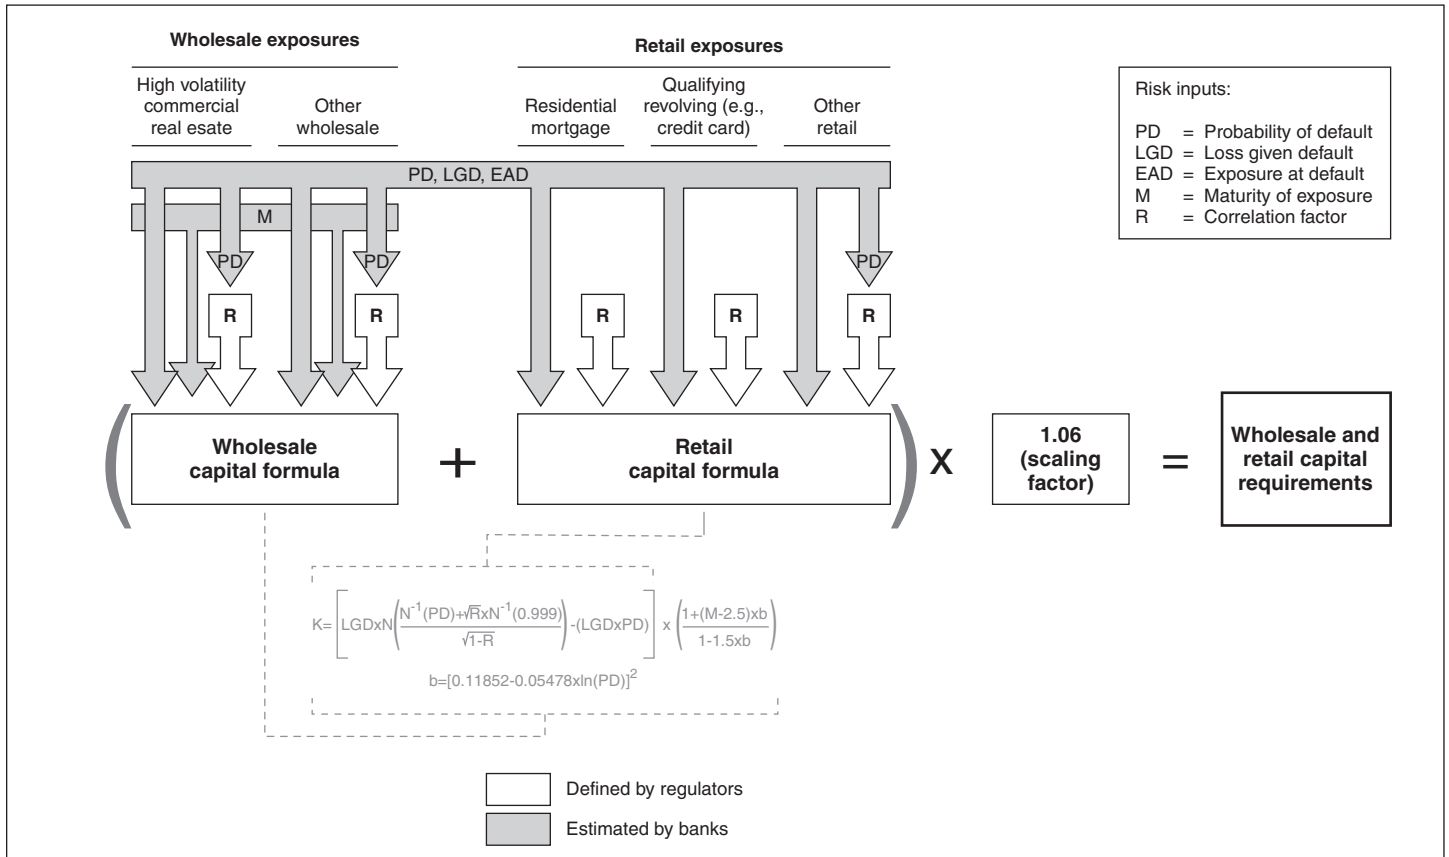 Wholesale exposures
High volatility
commercial
real esate
Other
wholesale
Retail exposures
Residential
mortgage
Qualifying
revolving (e.g.,
credit card)
Other
retail
Risk inputs:
PD = Probability of default
LGD = Loss given default
EAD = Exposure at default
M = Maturity of exposure
R = Correlation factor
PD, LGD, EAD
M
PD
PD
PD
R
R
R
R
R
(
Wholesale
capital formula
+
Retail
capital formula
)
x
1.06
(scaling
factor)
=
Wholesale and
retail capital
requirements
K=[LGDxN((N⁻¹(PD)+√RxN⁻¹(0.999))/√1-R)-(LGDxPD)] x ((1+(M-2.5)xb)/(1-1.5xb))
b=[0.11852-0.05478xln(PD)]²
Defined by regulators
Estimated by banks